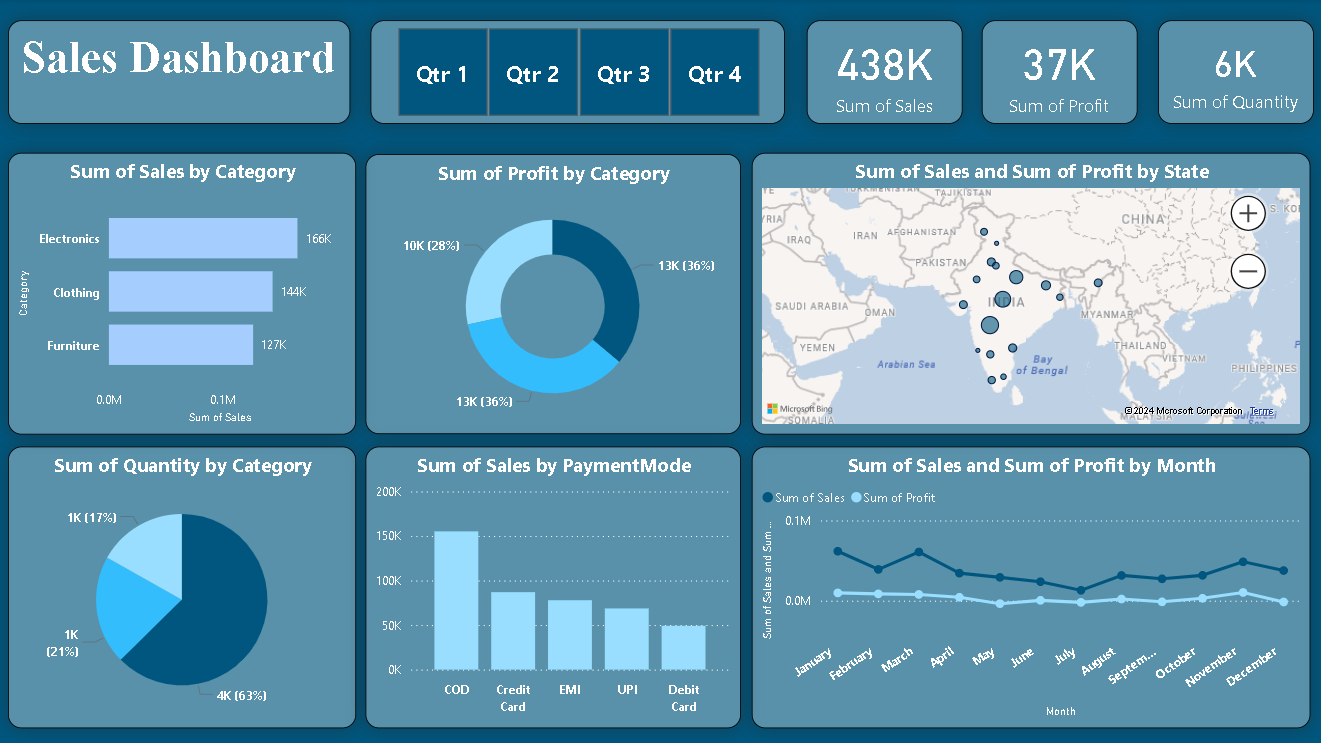 Sales Dashboard
Qtr 1
Qtr 2
Qtr 3
Qtr 4
438K
Sum of Sales
37K
Sum of Profit
6K
Sum of Quantity
Sum of Sales by Category
Category
Electronics
166K
Clothing
144K
Furniture
127K
0.0M
0.1M
Sum of Sales
Sum of Profit by Category
10K (28%)
13K (36%)
13K (36%)
Sum of Sales and Sum of Profit by State
TAJIKISTAN
CHINA
IRAQ
IRAN
AFGHANISTAN
PAKISTAN
SAUDI ARABIA
OMAN
INDIA
MYANMAR
YEMEN
THAILAND
VIETNAM
Arabian Sea
Bay
of Bengal
PHILIPPINES
Microsoft Bing
SOMALIA
© 2024 Microsoft Corporation
Terms
Sum of Quantity by Category
1K (17%)
1K
(21%)
4K (63%)
Sum of Sales by PaymentMode
200K
150K
100K
50K
0K
COD
Credit
Card
EMI
UPI
Debit
Card
Sum of Sales and Sum of Profit by Month
Sum of Sales
Sum of Profit
Sum of Sales and Sum ...
0.1M
0.0M
January
February
March
April
May
June
July
August
Septem...
October
November
December
Month